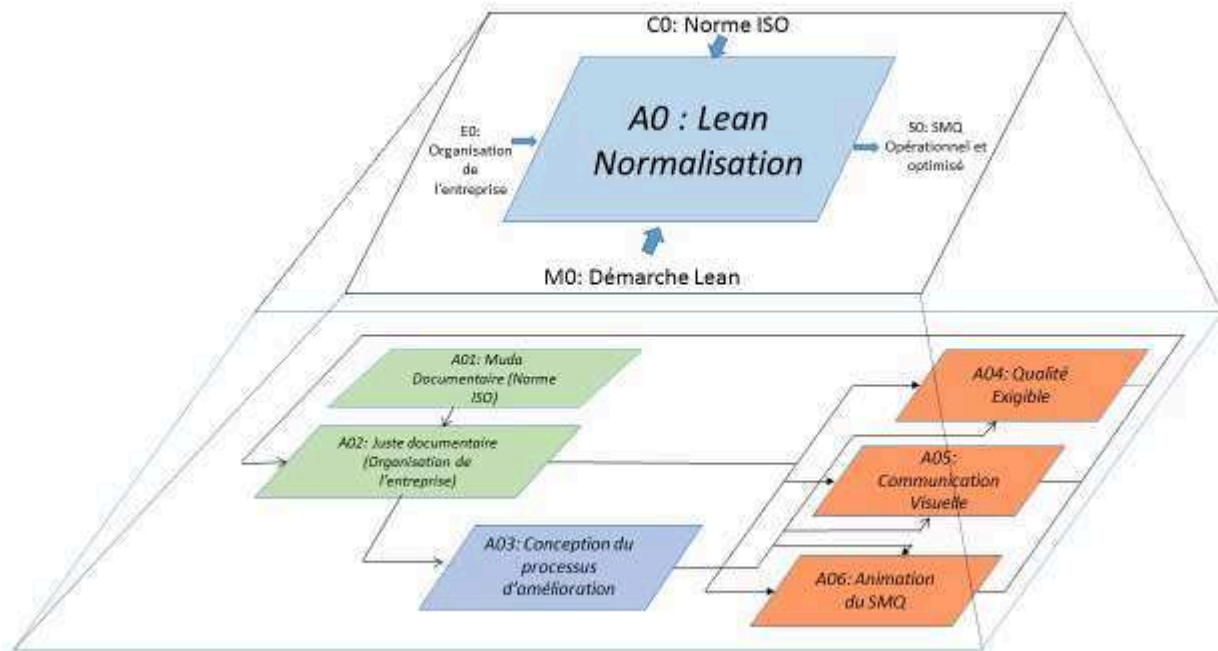 C0: Norme ISO
A0 : Lean
Normalisation
E0:
Organisation
de
l'entreprise
S0: SMQ
Opérationnel et
optimisé
M0: Démarche Lean
A01: Muda
Documentaire (Norme
ISO)
A02: Juste documentaire
(Organisation de
l'entreprise)
A03: Conception du
processus
d'amélioration
A04: Qualité
Exigible
A05:
Communication
Visuelle
A06: Animation
du SMQ